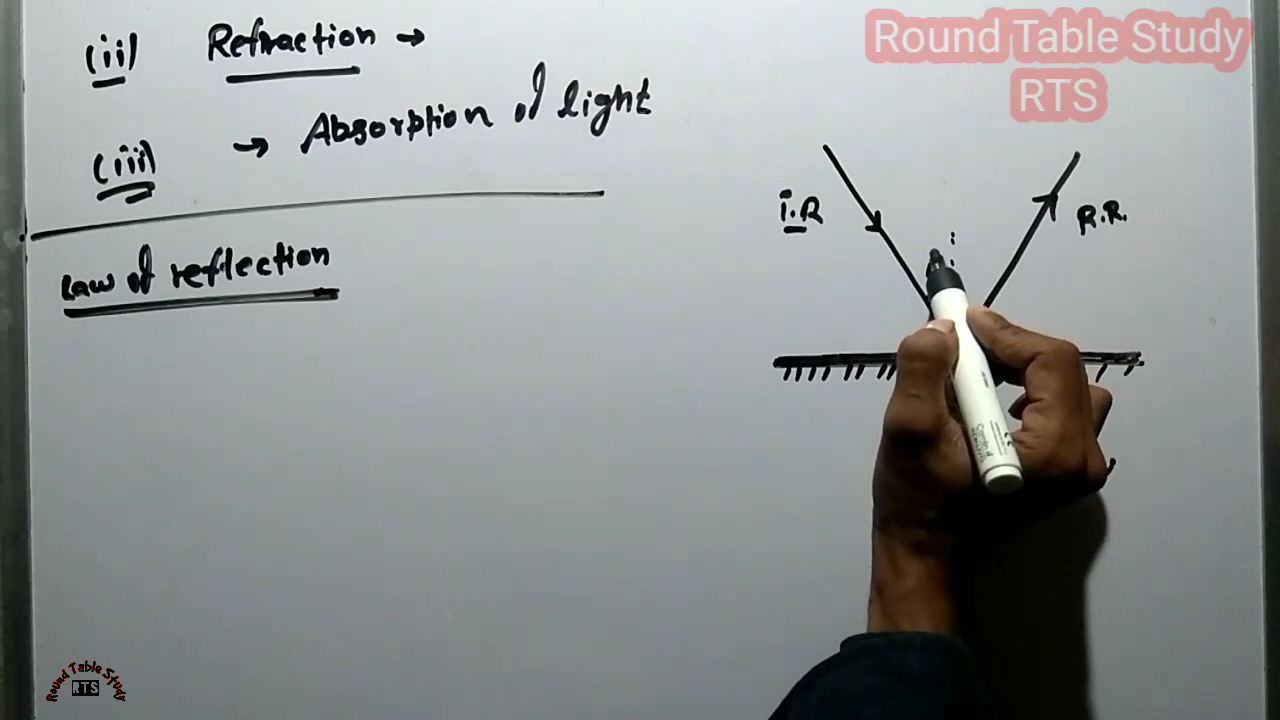 (ii) Refraction →
(iii) → Absorption of light
Law of reflection
Round Table Study
RTS
i.R
R.R.
i
Round Table Study
RTS